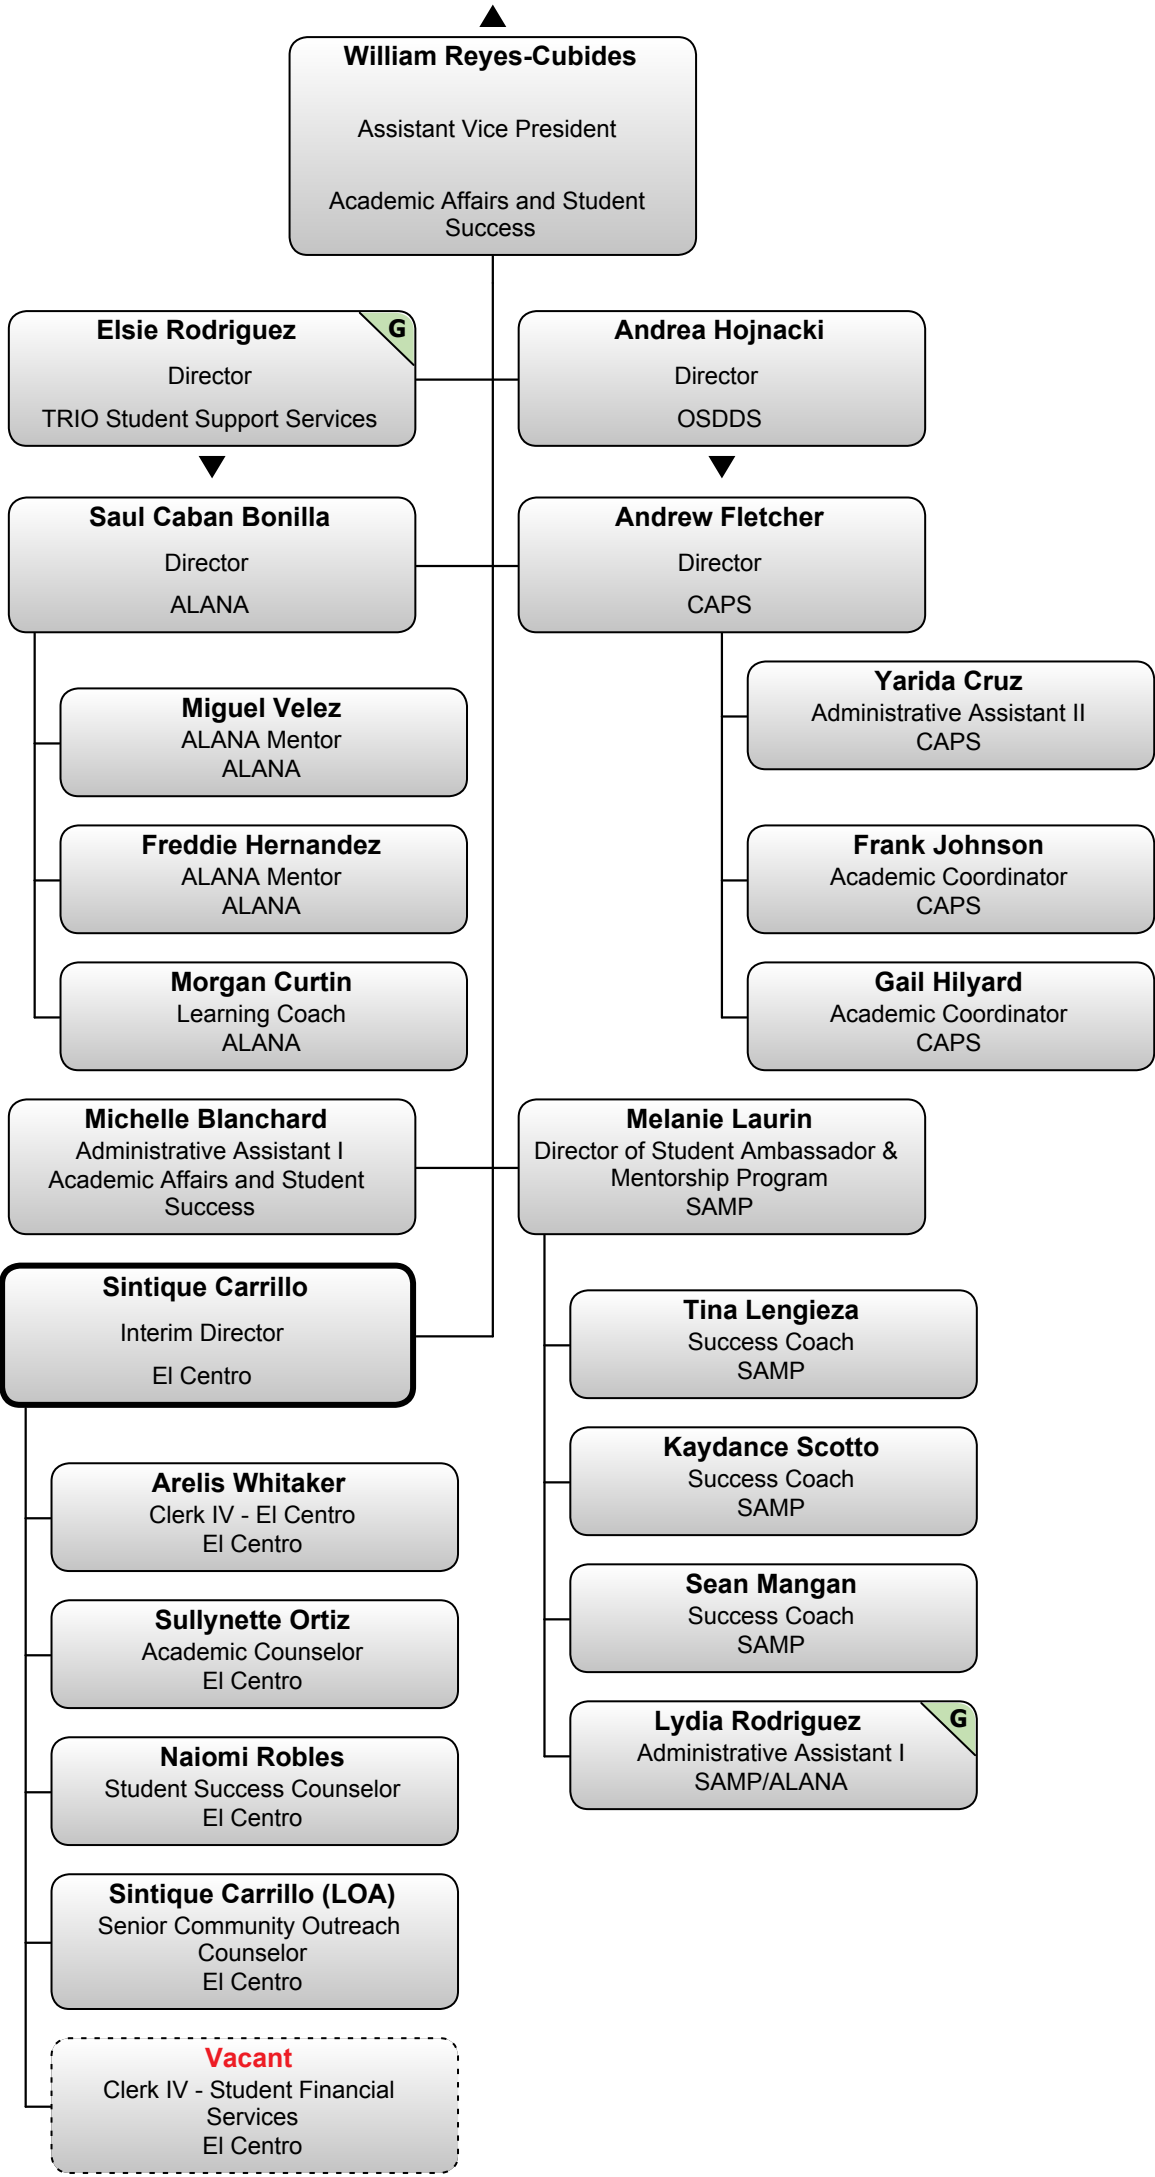 William Reyes-Cubides
Assistant Vice President
Academic Affairs and Student
Success
Elsie Rodriguez
G
Director
TRIO Student Support Services
Andrea Hojnacki
Director
OSDDS
Saul Caban Bonilla
Director
ALANA
Andrew Fletcher
Director
CAPS
Miguel Velez
ALANA Mentor
ALANA
Freddie Hernandez
ALANA Mentor
ALANA
Morgan Curtin
Learning Coach
ALANA
Yarida Cruz
Administrative Assistant II
CAPS
Frank Johnson
Academic Coordinator
CAPS
Gail Hilyard
Academic Coordinator
CAPS
Michelle Blanchard
Administrative Assistant I
Academic Affairs and Student
Success
Melanie Laurin
Director of Student Ambassador &
Mentorship Program
SAMP
Sintique Carrillo
Interim Director
El Centro
Tina Lengieza
Success Coach
SAMP
Kaydance Scotto
Success Coach
SAMP
Sean Mangan
Success Coach
SAMP
Lydia Rodriguez
G
Administrative Assistant I
SAMP/ALANA
Arelis Whitaker
Clerk IV - El Centro
El Centro
Sullynette Ortiz
Academic Counselor
El Centro
Naiomi Robles
Student Success Counselor
El Centro
Sintique Carrillo (LOA)
Senior Community Outreach
Counselor
El Centro
Vacant
Clerk IV - Student Financial
Services
El Centro